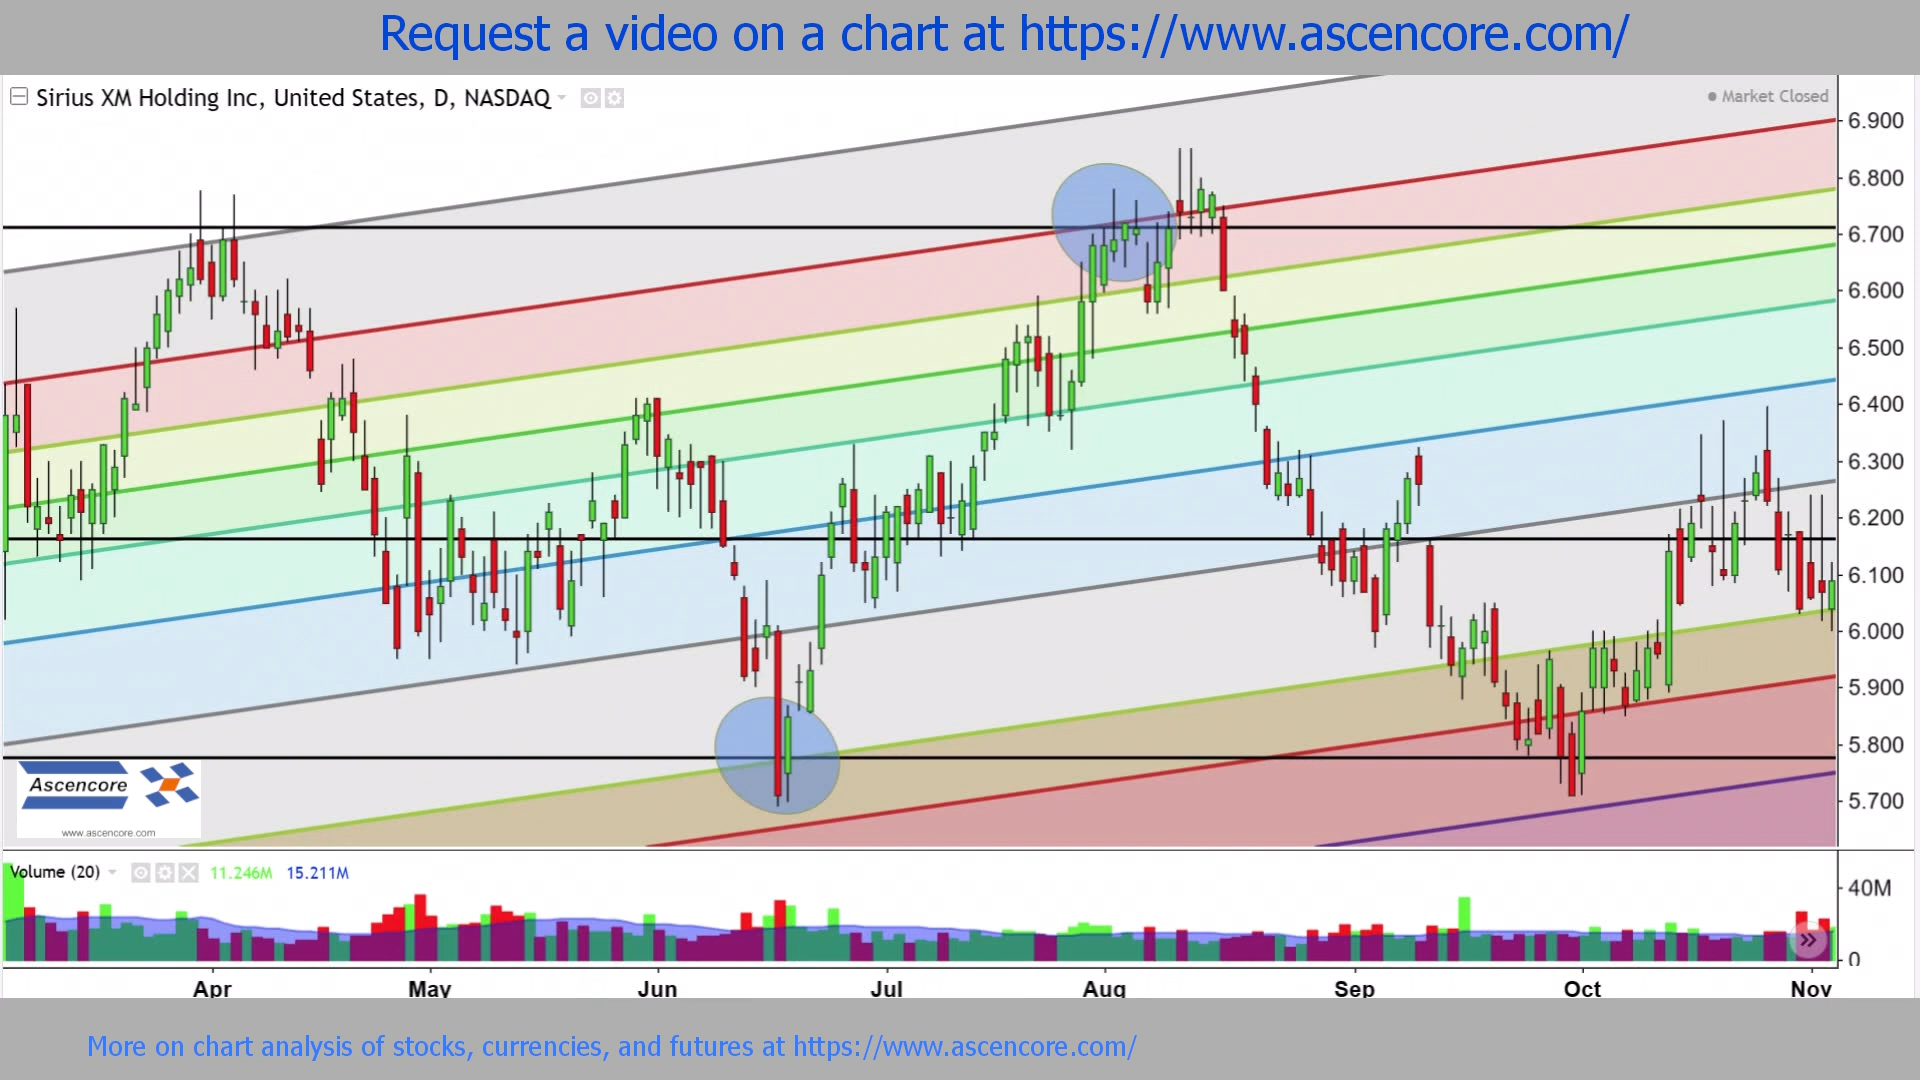 Request a video on a chart at https://www.ascencore.com/
Sirius XM Holding Inc, United States, D, NASDAQ
Market Closed
6.900
6.800
6.700
6.600
6.500
6.400
6.300
6.200
6.100
6.000
5.900
5.800
5.700
Ascencore
www.ascencore.com
Volume (20) 11.246M 15.211M
40M
0
Apr May Jun Jul Aug Sep Oct Nov
More on chart analysis of stocks, currencies, and futures at https://www.ascencore.com/